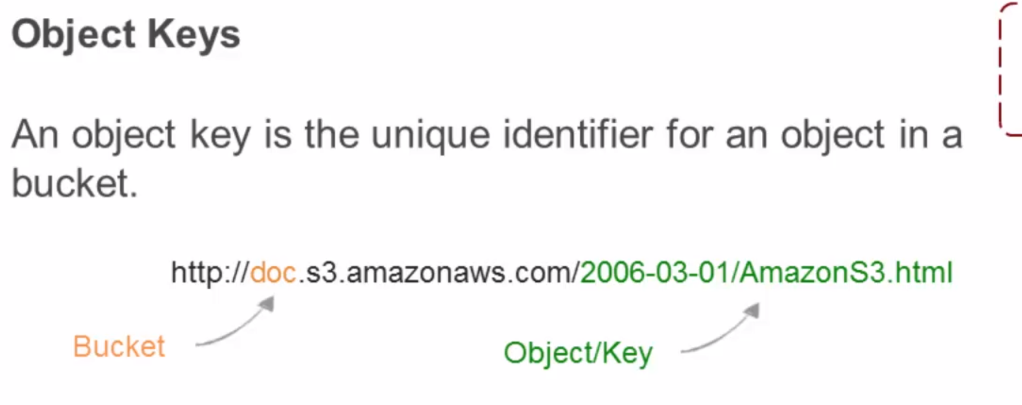 Object Keys
An object key is the unique identifier for an object in a
bucket.
http://doc.s3.amazonaws.com/2006-03-01/AmazonS3.html
Bucket
Object/Key